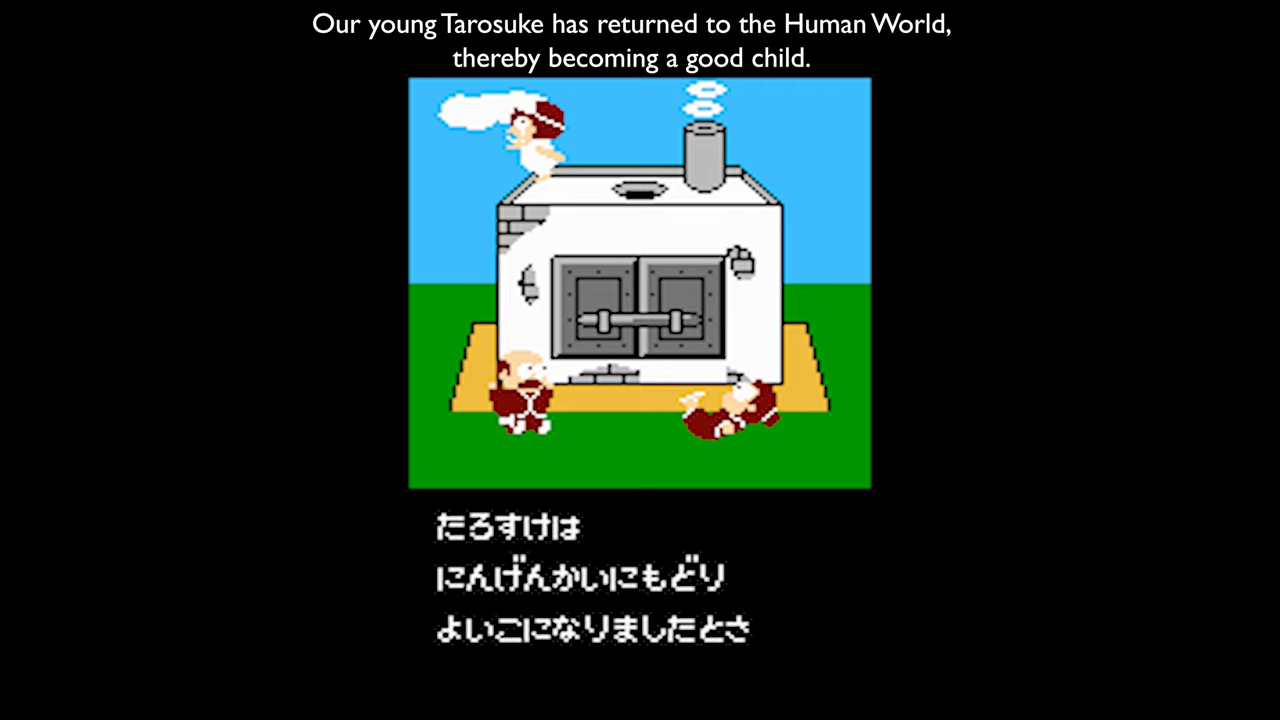 Our young Tarosuke has returned to the Human World,
thereby becoming a good child.
たろすけは
にんげんかいにもどり
よいこになりましたとさ